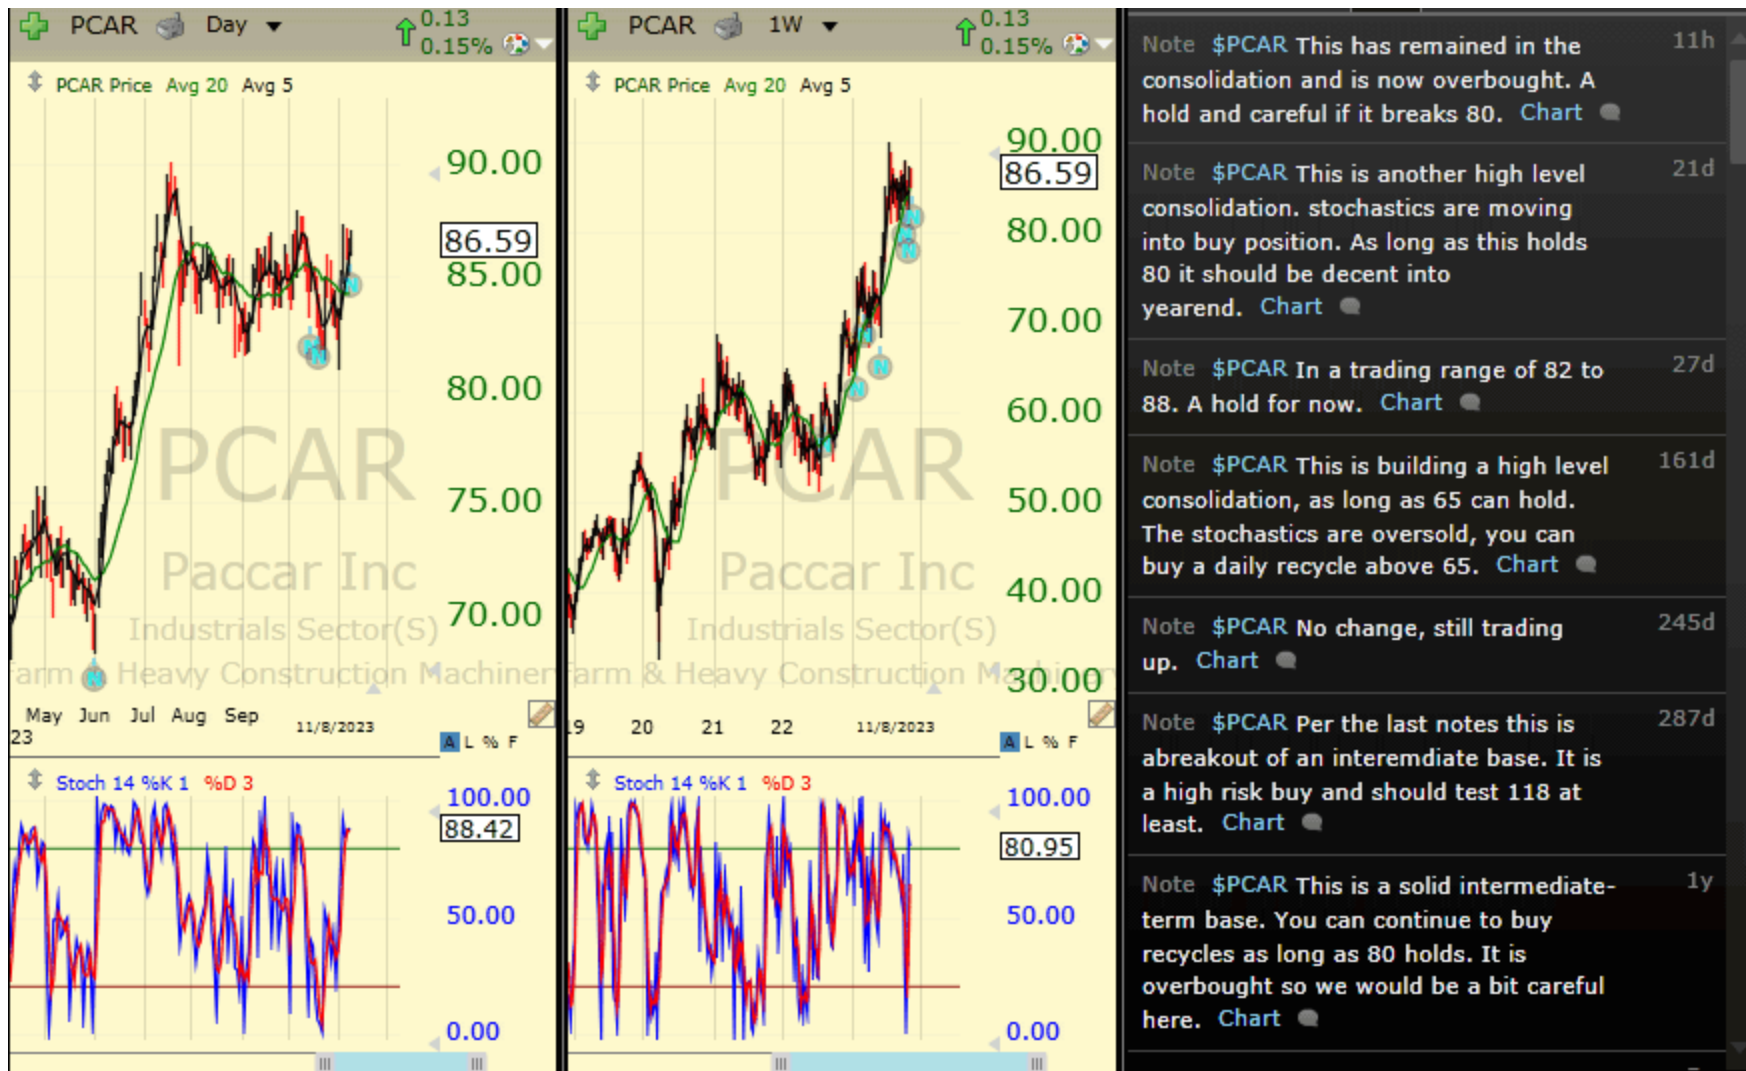 PCAR Day 0.13
0.15%
PCAR Price Avg 20 Avg 5
90.00
86.59
85.00
80.00
75.00
70.00
PCAR
Paccar Inc
Industrials Sector(S)
Farm & Heavy Construction Machiner
May Jun Jul Aug Sep
23
11/8/2023
A L % F
Stoch 14 %K 1 %D 3
100.00
88.42
50.00
0.00
PCAR 1W 0.13
0.15%
PCAR Price Avg 20 Avg 5
90.00
86.59
80.00
70.00
60.00
50.00
40.00
30.00
PCAR
Paccar Inc
Industrials Sector(S)
Farm & Heavy Construction Machinery
19 20 21 22 11/8/2023
A L % F
Stoch 14 %K 1 %D 3
100.00
80.95
50.00
0.00
Note $PCAR This has remained in the 11h
consolidation and is now overbought. A
hold and careful if it breaks 80. Chart
Note $PCAR This is another high level 21d
consolidation. stochastics are moving
into buy position. As long as this holds
80 it should be decent into
yearend. Chart
Note $PCAR In a trading range of 82 to 27d
88. A hold for now. Chart
Note $PCAR This is building a high level 161d
consolidation, as long as 65 can hold.
The stochastics are oversold, you can
buy a daily recycle above 65. Chart
Note $PCAR No change, still trading 245d
up. Chart
Note $PCAR Per the last notes this is 287d
abreakout of an interemdiate base. It is
a high risk buy and should test 118 at
least. Chart
Note $PCAR This is a solid intermediate- 1y
term base. You can continue to buy
recycles as long as 80 holds. It is
overbought so we would be a bit careful
here. Chart